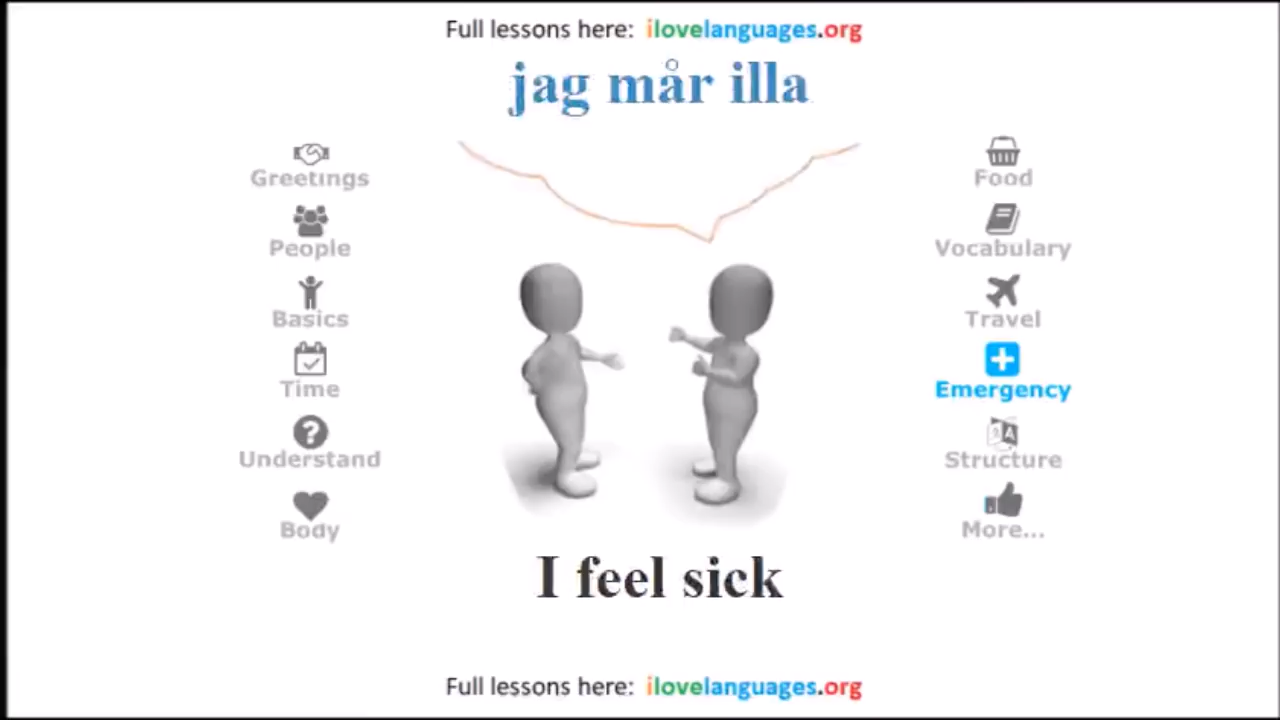 Full lessons here: ilovelanguages.org
jag mår illa
Greetings
People
Basics
Time
Understand
Body
Food
Vocabulary
Travel
Emergency
Structure
More...
I feel sick
Full lessons here: ilovelanguages.org